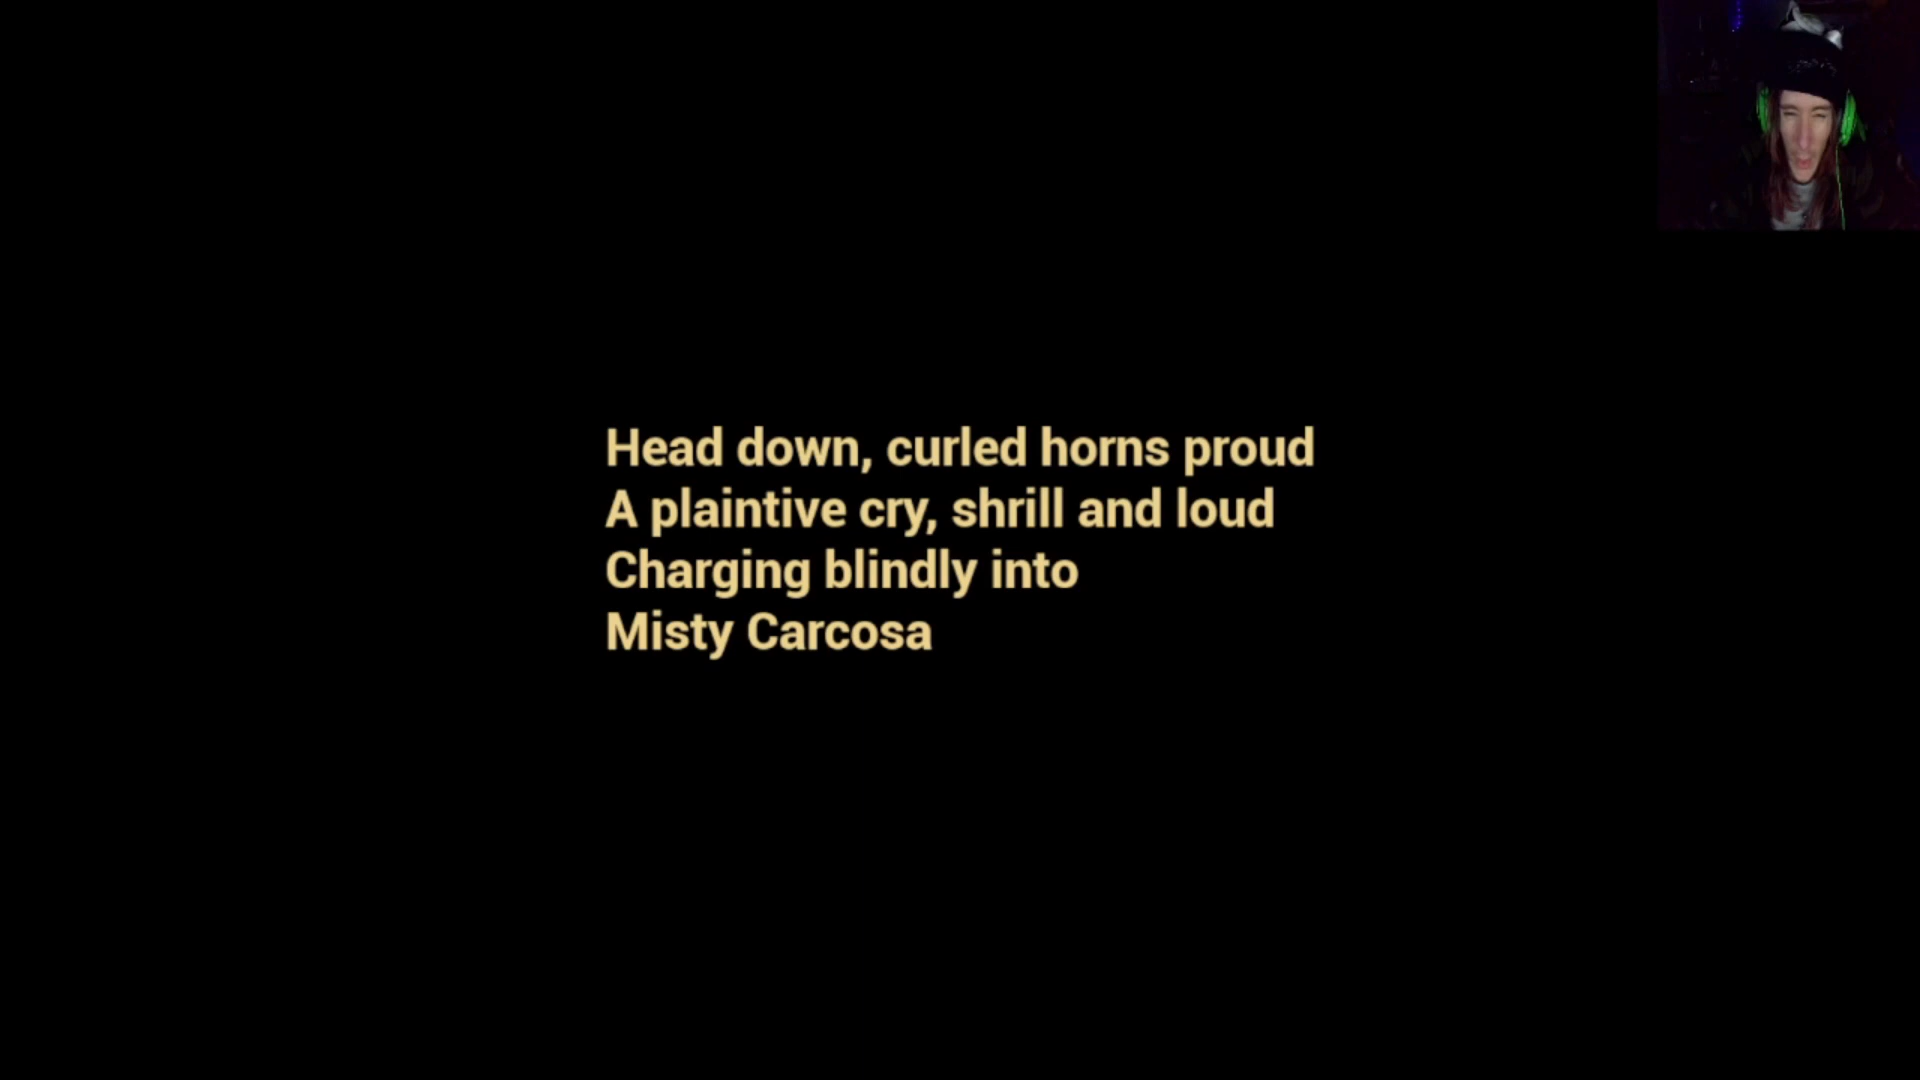 Head down, curled horns proud
A plaintive cry, shrill and loud
Charging blindly into
Misty Carcosa